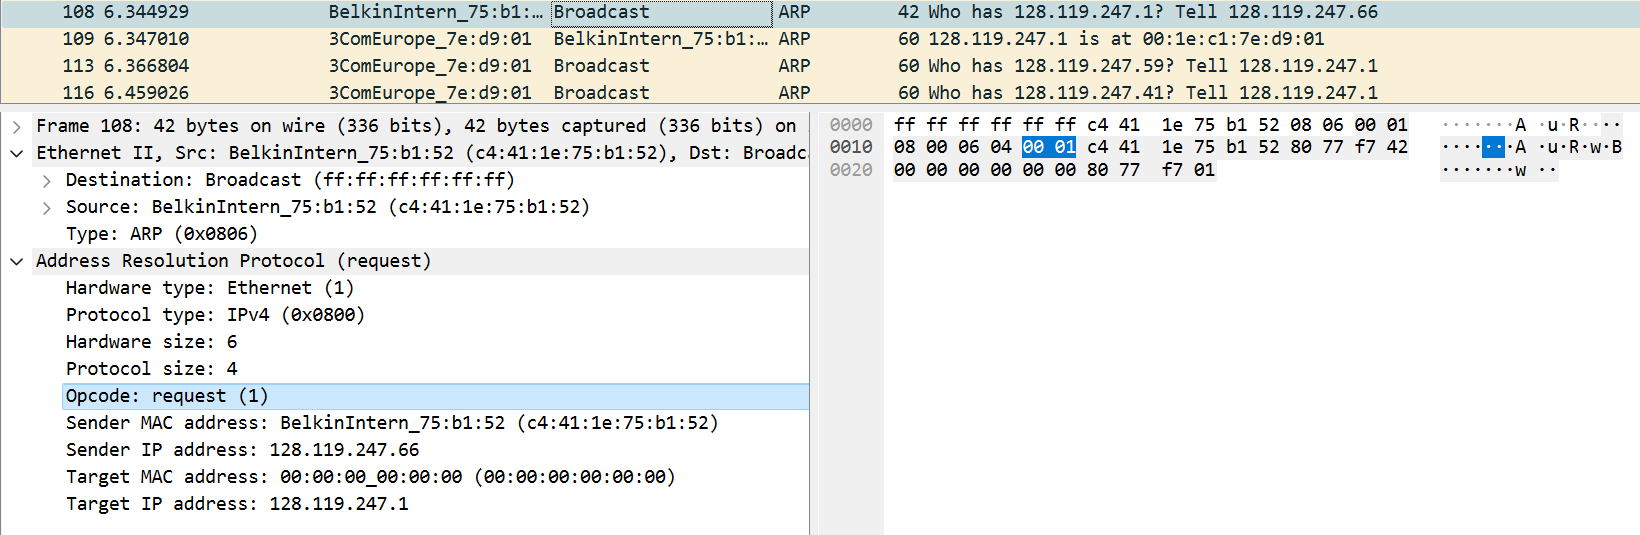 108 6.344929 BelkinIntern_75:b1:… Broadcast ARP 42 Who has 128.119.247.1? Tell 128.119.247.66
109 6.347010 3ComEurope_7e:d9:01 BelkinIntern_75:b1:… ARP 60 128.119.247.1 is at 00:1e:c1:7e:d9:01
113 6.366804 3ComEurope_7e:d9:01 Broadcast ARP 60 Who has 128.119.247.59? Tell 128.119.247.1
116 6.459026 3ComEurope_7e:d9:01 Broadcast ARP 60 Who has 128.119.247.41? Tell 128.119.247.1
Frame 108: 42 bytes on wire (336 bits), 42 bytes captured (336 bits) on
Ethernet II, Src: BelkinIntern_75:b1:52 (c4:41:1e:75:b1:52), Dst: Broadc
Destination: Broadcast (ff:ff:ff:ff:ff:ff)
Source: BelkinIntern_75:b1:52 (c4:41:1e:75:b1:52)
Type: ARP (0x0806)
Address Resolution Protocol (request)
Hardware type: Ethernet (1)
Protocol type: IPv4 (0x0800)
Hardware size: 6
Protocol size: 4
Opcode: request (1)
Sender MAC address: BelkinIntern_75:b1:52 (c4:41:1e:75:b1:52)
Sender IP address: 128.119.247.66
Target MAC address: 00:00:00_00:00:00 (00:00:00:00:00:00)
Target IP address: 128.119.247.1
0000 ff ff ff ff ff ff c4 41 1e 75 b1 52 08 06 00 01 ·······A ·u·R····
0010 08 00 06 04 00 01 c4 41 1e 75 b1 52 80 77 f7 42 ·······A ·u·R·w·B
0020 00 00 00 00 00 00 80 77 f7 01 ·······w ··